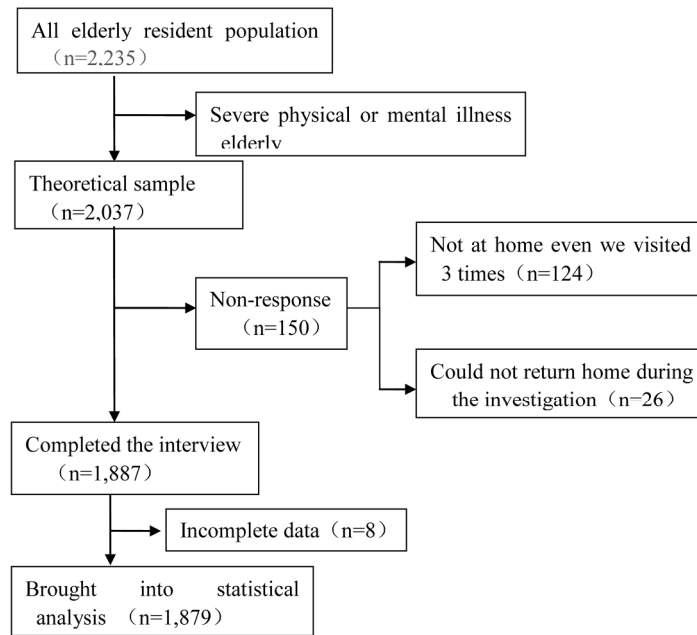 All elderly resident population
（n=2,235）
Severe physical or mental illness
elderly
Theoretical sample
（n=2,037）
Not at home even we visited
3 times（n=124）
Non-response
（n=150）
Could not return home during
the investigation（n=26）
Completed the interview
（n=1,887）
Incomplete data（n=8）
Brought into statistical
analysis （n=1,879）